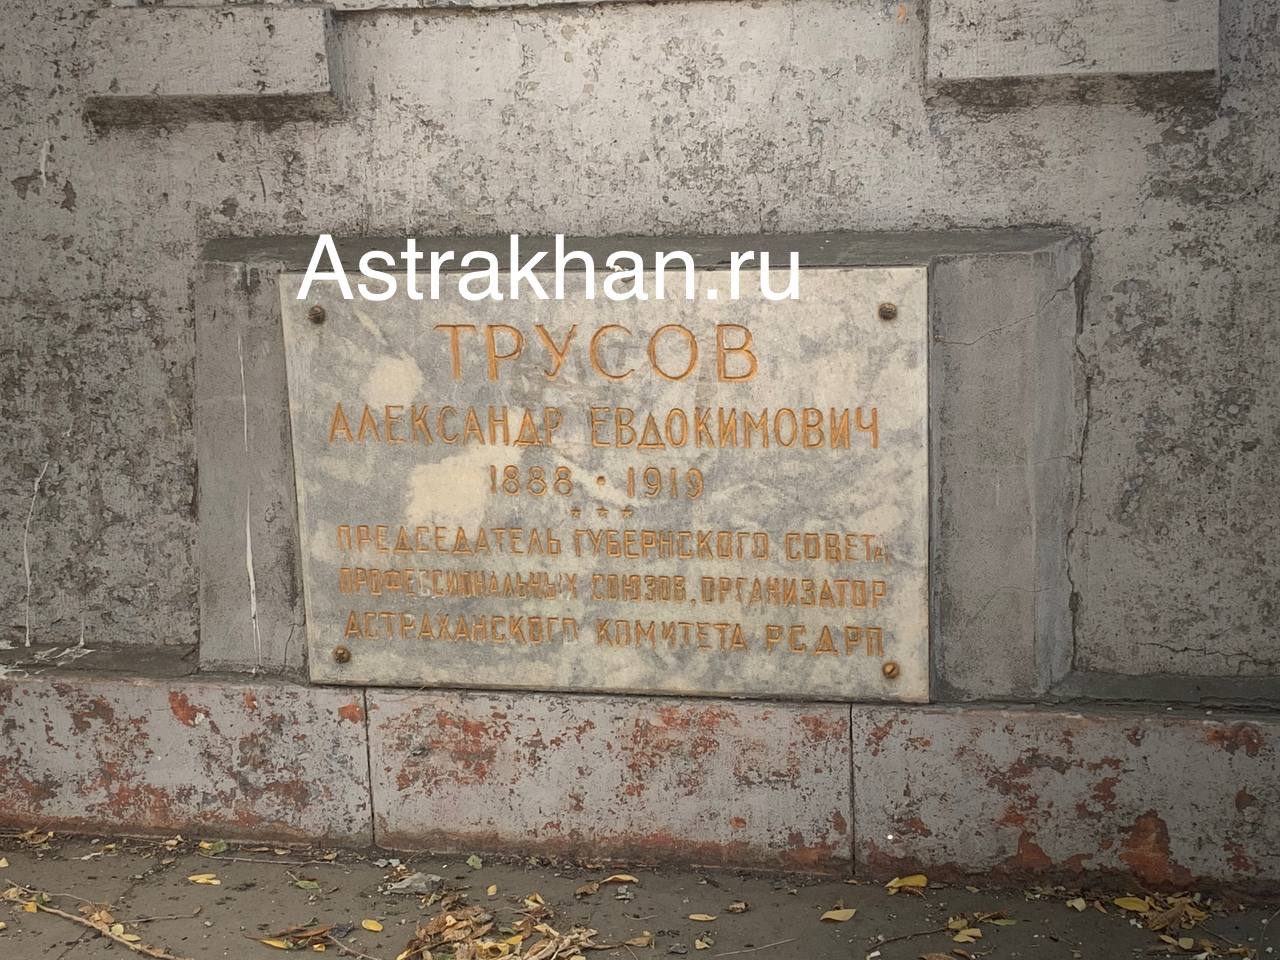 Astrakhan.ru
ТРУСОВ
АЛЕКСАНДР ЕВДОКИМОВИЧ
1888 • 1919
* * *
ПРЕДСЕДАТЕЛЬ ГУБЕРНСКОГО СОВЕТА
ПРОФЕССИОНАЛЬНЫХ СОЮЗОВ, ОРГАНИЗАТОР
АСТРАХАНСКОГО КОМИТЕТА РСДРП